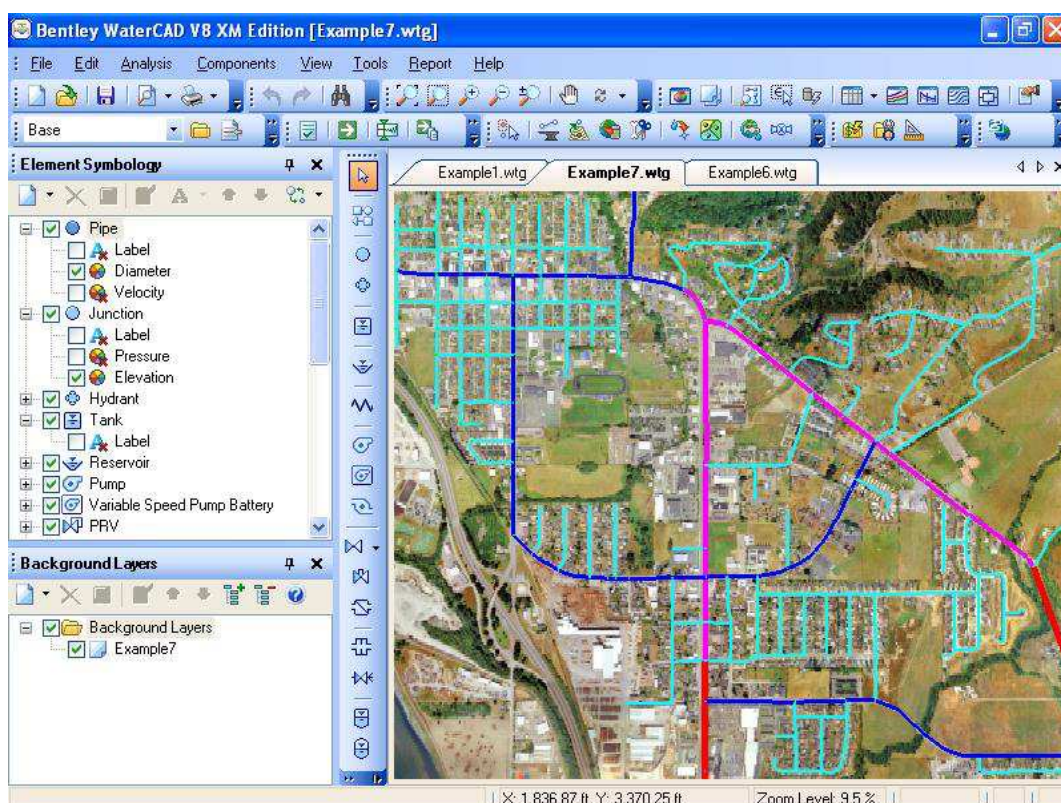 Bentley WaterCAD V8 XM Edition [Example7.wtg]
File Edit Analysis Components View Tools Report Help
Base
Element Symbology
Example1.wtg Example7.wtg Example6.wtg
Pipe
Label
Diameter
Velocity
Junction
Label
Pressure
Elevation
Hydrant
Tank
Label
Reservoir
Pump
Variable Speed Pump Battery
PRV
Background Layers
Background Layers
Example7
X: 1,836.87 ft, Y: 3,370.25 ft Zoom Level: 9.5 %